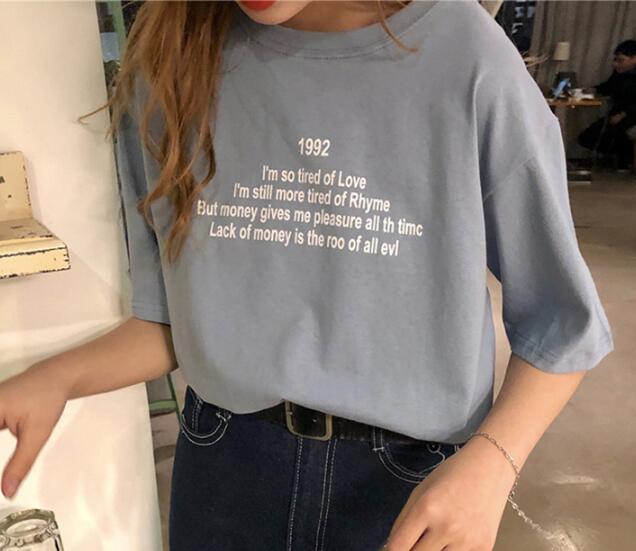 1992
I'm so tired of Love
I'm still more tired of Rhyme
But money gives me pleasure all th timc
Lack of money is the roo of all evl